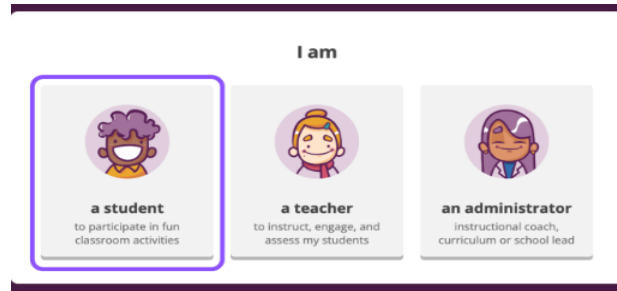 I am
a student
to participate in fun
classroom activities
a teacher
to instruct, engage, and
assess my students
an administrator
instructional coach,
curriculum or school lead